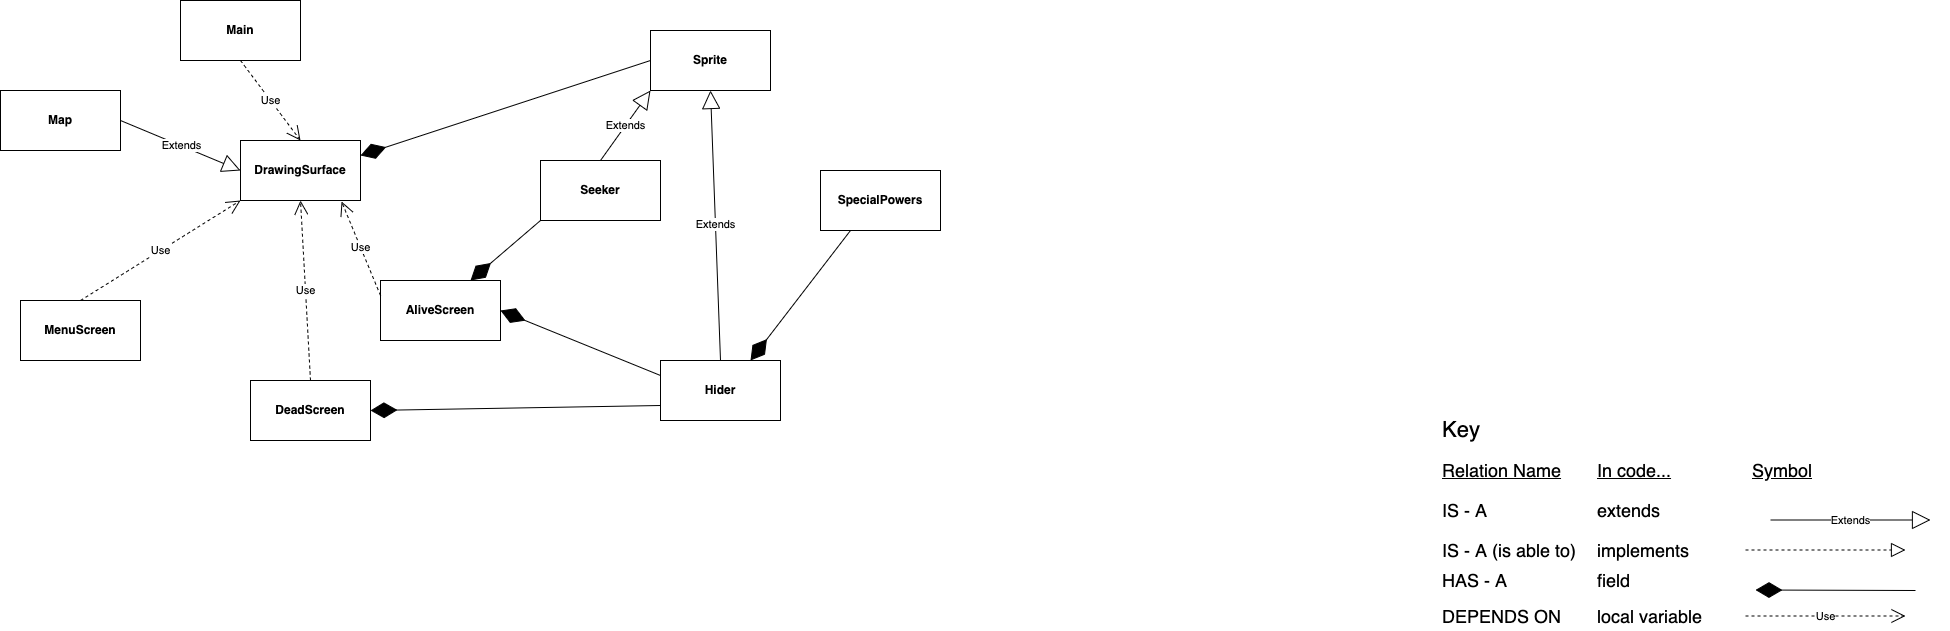 Main
Sprite
Use
Map
Extends
Extends
DrawingSurface
Seeker
SpecialPowers
Extends
Use
Use
Use
AliveScreen
MenuScreen
Hider
DeadScreen
Key
Relation Name In code... Symbol
IS - A extends Extends
IS - A (is able to) implements
HAS - A field
DEPENDS ON local variable Use